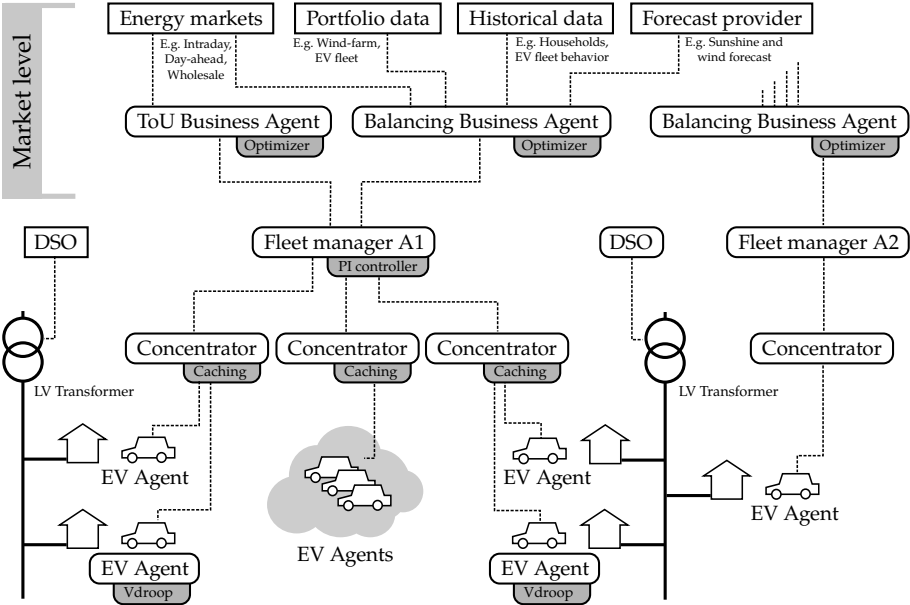 Market level
Energy markets
Portfolio data
Historical data
Forecast provider
E.g. Intraday,
Day-ahead,
Wholesale
E.g. Wind-farm,
EV fleet
E.g. Households,
EV fleet behavior
E.g. Sunshine and
wind forecast
ToU Business Agent
Optimizer
Balancing Business Agent
Optimizer
Balancing Business Agent
Optimizer
DSO
Fleet manager A1
PI controller
DSO
Fleet manager A2
Concentrator
Caching
Concentrator
Caching
Concentrator
Caching
Concentrator
LV Transformer
LV Transformer
EV Agent
EV Agent
EV Agent
EV Agents
EV Agent
Vdroop
EV Agent
Vdroop